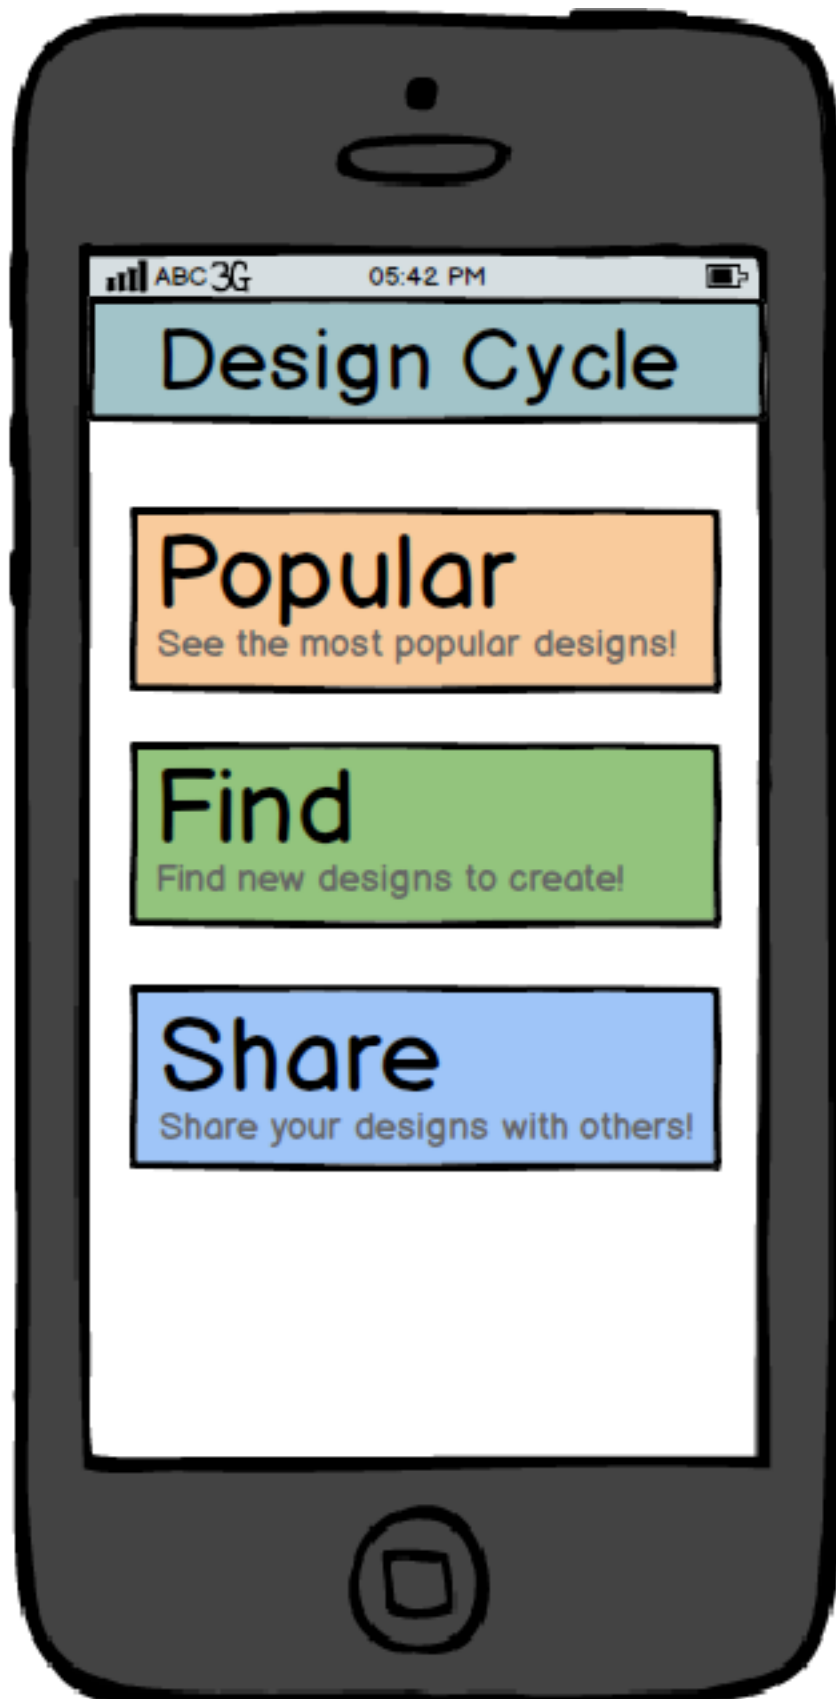 ABC 3G 05:42 PM
Design Cycle
Popular
See the most popular designs!
Find
Find new designs to create!
Share
Share your designs with others!